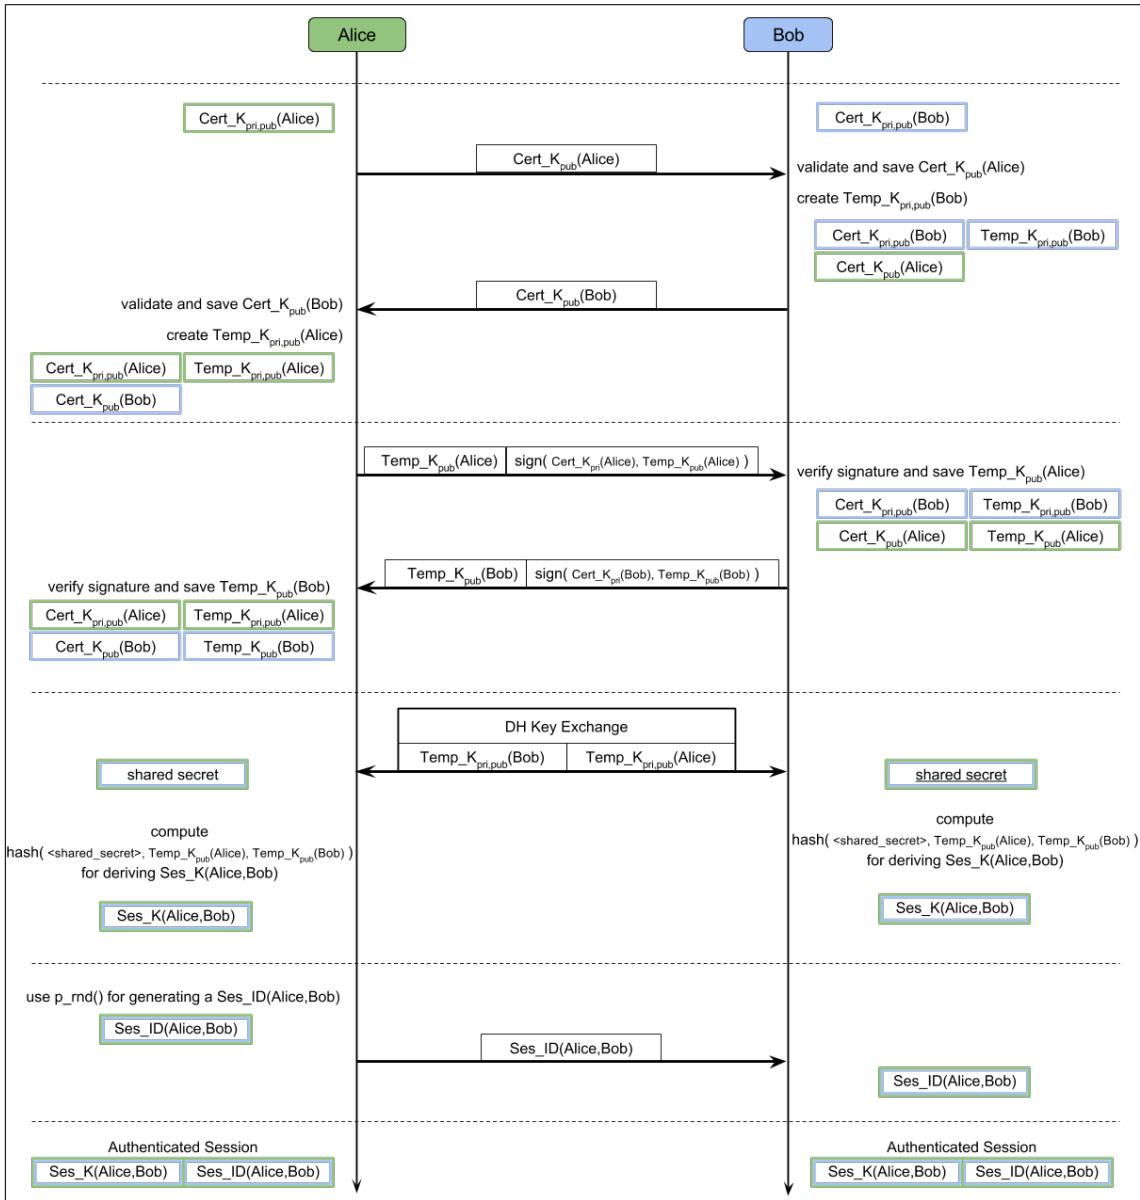 Alice
Bob
Cert_Kpri,pub(Alice)
Cert_Kpri,pub(Bob)
Cert_Kpub(Alice)
validate and save Cert_Kpub(Alice)
create Temp_Kpri,pub(Bob)
Cert_Kpri,pub(Bob) Temp_Kpri,pub(Bob)
Cert_Kpub(Alice)
Cert_Kpub(Bob)
validate and save Cert_Kpub(Bob)
create Temp_Kpri,pub(Alice)
Cert_Kpri,pub(Alice) Temp_Kpri,pub(Alice)
Cert_Kpub(Bob)
Temp_Kpub(Alice) sign( Cert_Kpri(Alice), Temp_Kpub(Alice) )
verify signature and save Temp_Kpub(Alice)
Cert_Kpri,pub(Bob) Temp_Kpri,pub(Bob)
Cert_Kpub(Alice) Temp_Kpub(Alice)
Temp_Kpub(Bob) sign( Cert_Kpri(Bob), Temp_Kpub(Bob) )
verify signature and save Temp_Kpub(Bob)
Cert_Kpri,pub(Alice) Temp_Kpri,pub(Alice)
Cert_Kpub(Bob) Temp_Kpub(Bob)
DH Key Exchange
Temp_Kpri,pub(Bob) Temp_Kpri,pub(Alice)
shared secret
compute
hash( <shared_secret>, Temp_Kpub(Alice), Temp_Kpub(Bob) )
for deriving Ses_K(Alice,Bob)
Ses_K(Alice,Bob)
shared secret
compute
hash( <shared_secret>, Temp_Kpub(Alice), Temp_Kpub(Bob) )
for deriving Ses_K(Alice,Bob)
Ses_K(Alice,Bob)
use p_rnd() for generating a Ses_ID(Alice,Bob)
Ses_ID(Alice,Bob)
Ses_ID(Alice,Bob)
Ses_ID(Alice,Bob)
Authenticated Session
Ses_K(Alice,Bob) Ses_ID(Alice,Bob)
Authenticated Session
Ses_K(Alice,Bob) Ses_ID(Alice,Bob)